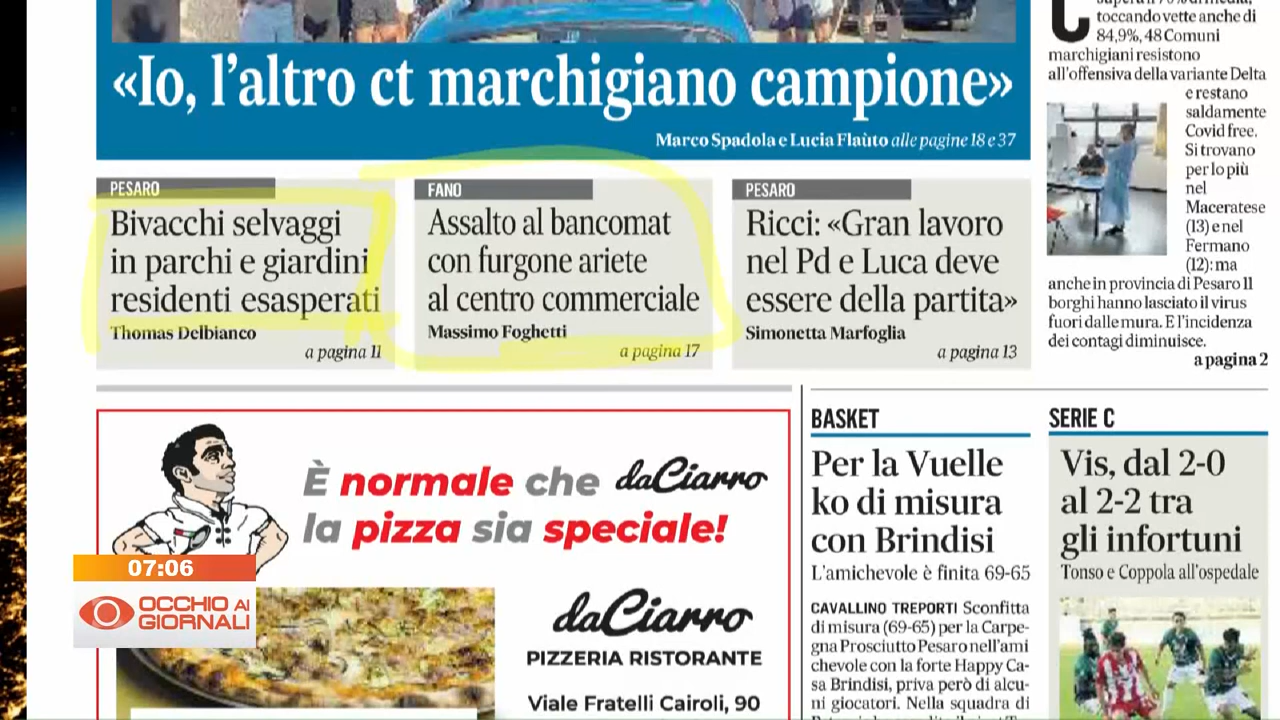 «Io, l'altro ct marchigiano campione»
Marco Spadola e Lucia Flaùto alle pagine 18 e 37
PESARO
Bivacchi selvaggi
in parchi e giardini
residenti esasperati
Thomas Delbianco
a pagina 11
FANO
Assalto al bancomat
con furgone ariete
al centro commerciale
Massimo Foghetti
a pagina 17
PESARO
Ricci: «Gran lavoro
nel Pd e Luca deve
essere della partita»
Simonetta Marfoglia
a pagina 13
toccando vette anche di
84,9%, 48 Comuni
marchigiani resistono
all'offensiva della variante Delta
e restano
saldamente
Covid free.
Si trovano
per lo più
nel
Maceratese
(13) e nel
Fermano
(12): ma
anche in provincia di Pesaro 11
borghi hanno lasciato il virus
fuori dalle mura. E l'incidenza
dei contagi diminuisce.
a pagina 2
È normale che daCiarro
la pizza sia speciale!
daCiarro
PIZZERIA RISTORANTE
Viale Fratelli Cairoli, 90
07:06
OCCHIO AI
GIORNALI
BASKET
Per la Vuelle
ko di misura
con Brindisi
L'amichevole è finita 69-65
CAVALLINO TREPORTI Sconfitta
di misura (69-65) per la Carpe-
gna Prosciutto Pesaro nell'ami
chevole con la forte Happy Ca-
sa Brindisi, priva però di alcu-
ni giocatori. Nella squadra di
SERIE C
Vis, dal 2-0
al 2-2 tra
gli infortuni
Tonso e Coppola all'ospedale